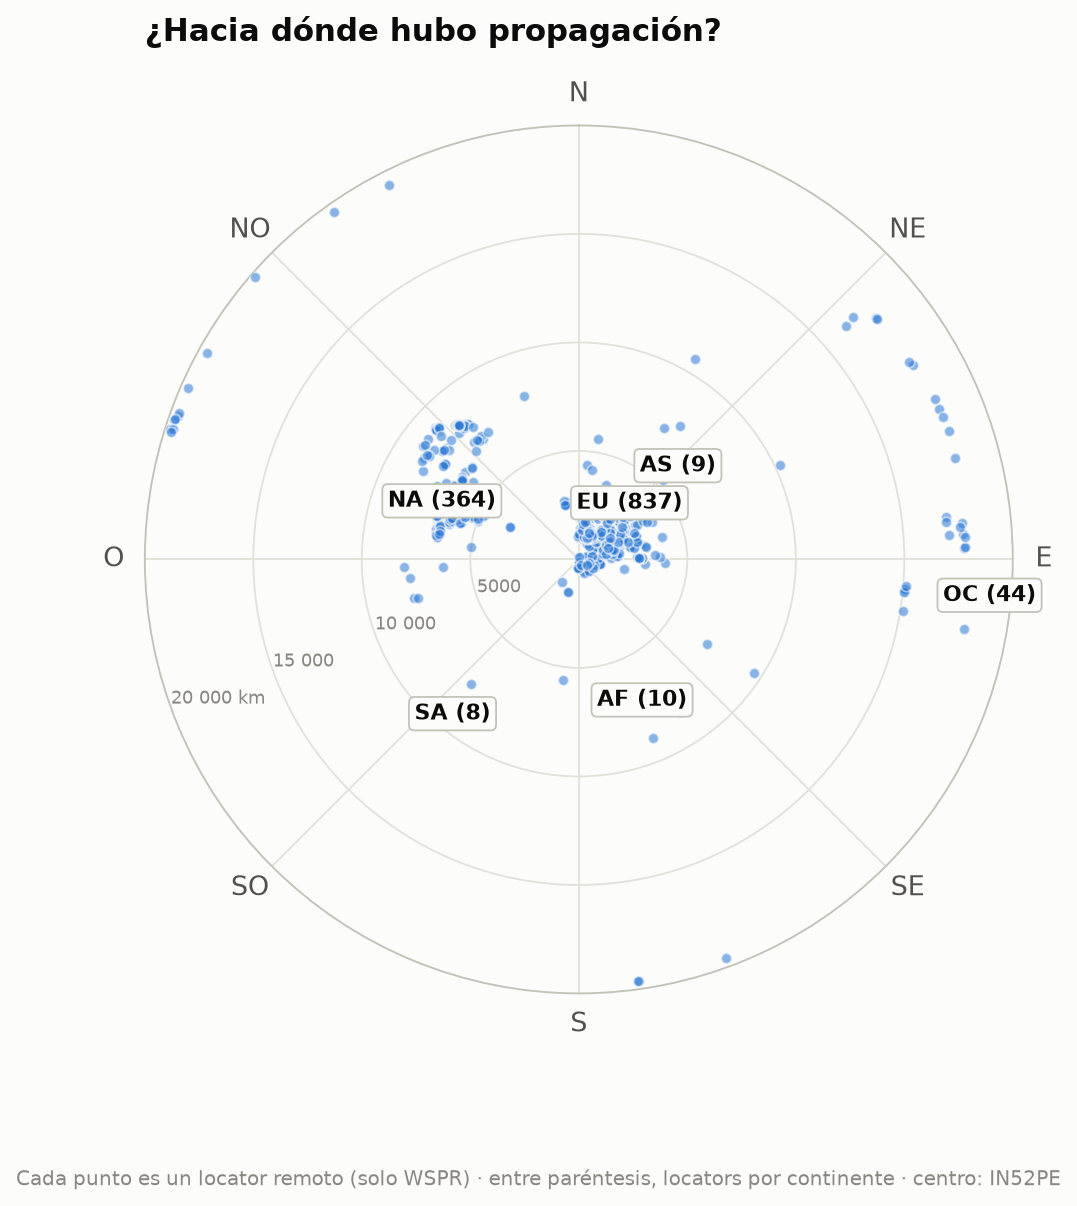 ¿Hacia dónde hubo propagación?
N
NO
NE
AS (9)
NA (364)
EU (837)
O
E
5000
OC (44)
10 000
15 000
20 000 km
AF (10)
SA (8)
SO
SE
S
Cada punto es un locator remoto (solo WSPR) · entre paréntesis, locators por continente · centro: IN52PE